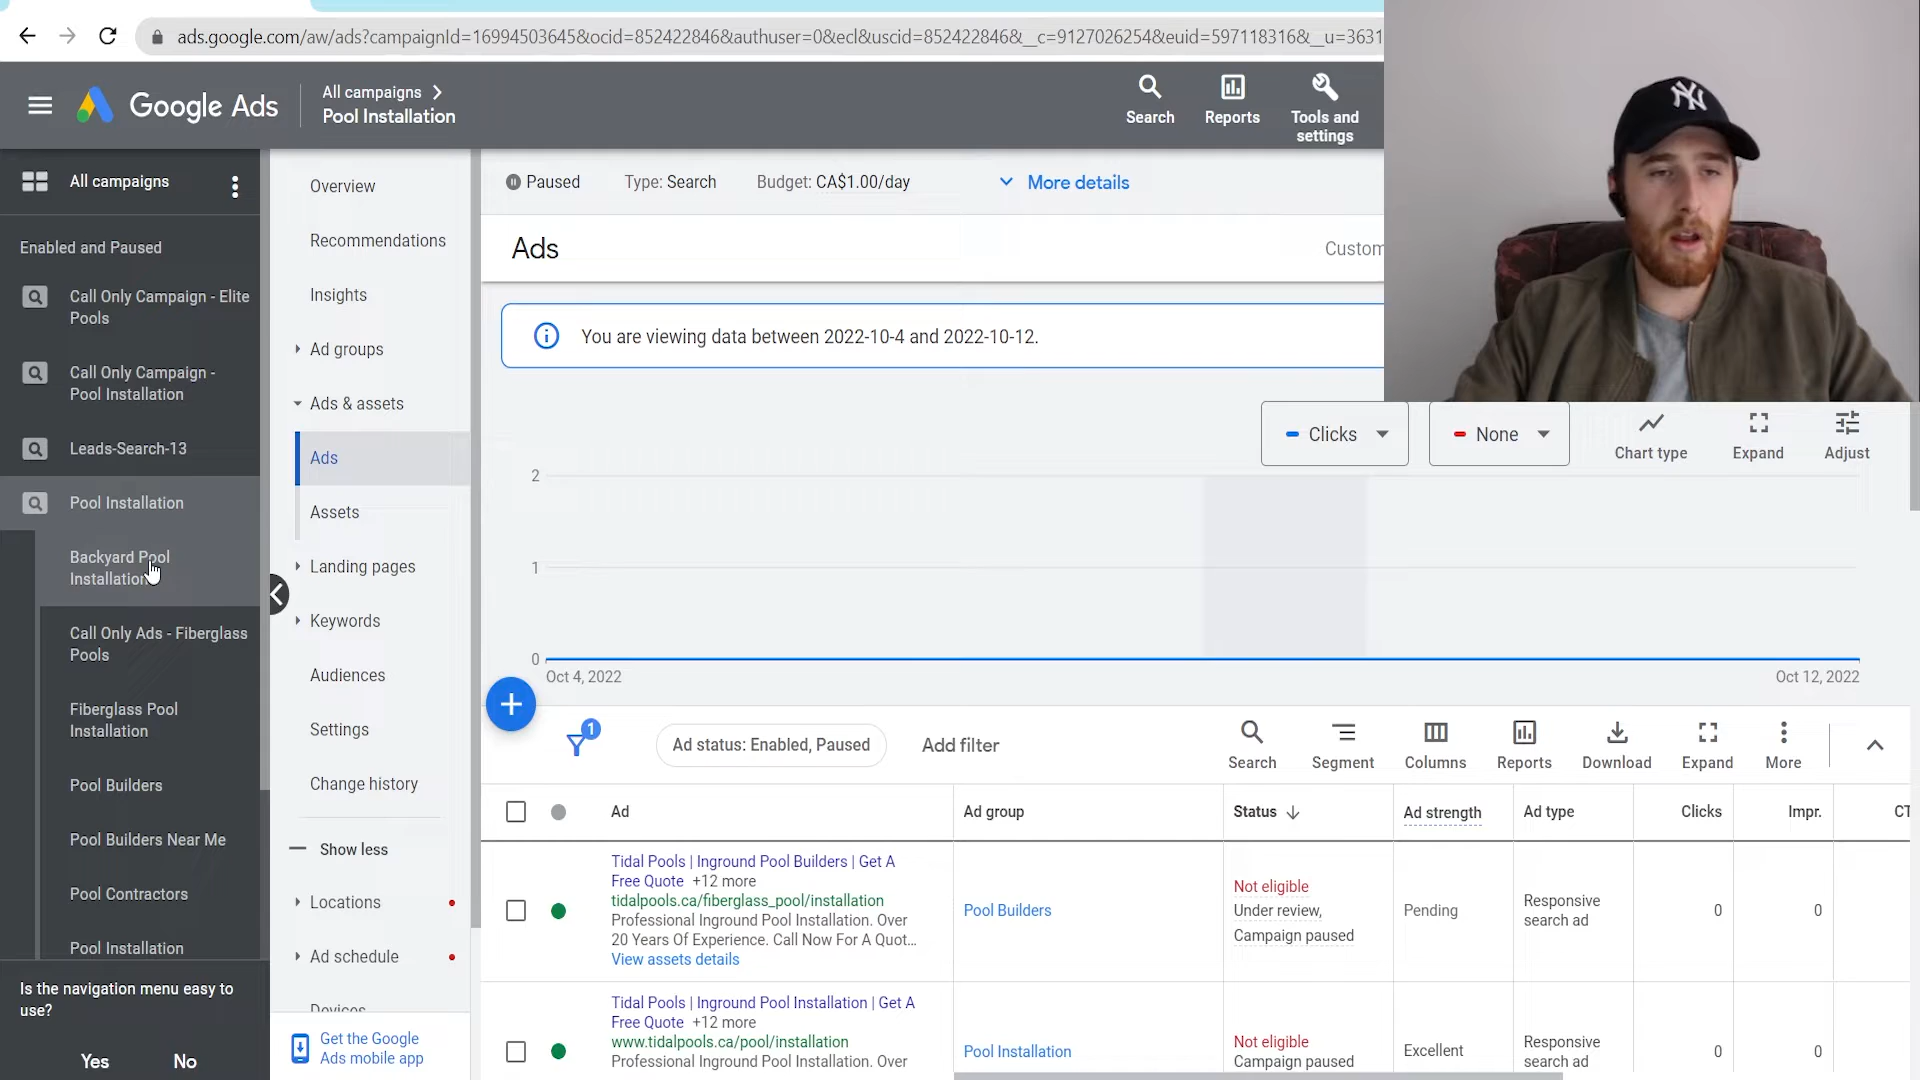 ads.google.com/aw/ads?campaignId=16994503645&ocid=852422846&authuser=0&ecl&uscid=852422846&__c=9127026254&euid=597118316&__u=3631
Google Ads
All campaigns >
Pool Installation
Search
Reports
Tools and
settings
All campaigns
Enabled and Paused
Call Only Campaign - Elite
Pools
Call Only Campaign -
Pool Installation
Leads-Search-13
Pool Installation
Backyard Pool
Installation
Call Only Ads - Fiberglass
Pools
Fiberglass Pool
Installation
Pool Builders
Pool Builders Near Me
Pool Contractors
Pool Installation
Is the navigation menu easy to
use?
Yes No
Overview
Recommendations
Insights
Ad groups
Ads & assets
Ads
Assets
Landing pages
Keywords
Audiences
Settings
Change history
Show less
Locations
Ad schedule
Devices
Get the Google
Ads mobile app
Paused Type: Search Budget: CA$1.00/day More details
Ads Custom
You are viewing data between 2022-10-4 and 2022-10-12.
Clicks None Chart type Expand Adjust
2
1
0
Oct 4, 2022 Oct 12, 2022
1
Ad status: Enabled, Paused Add filter Search Segment Columns Reports Download Expand More
Ad Ad group Status Ad strength Ad type Clicks Impr. CT
Tidal Pools | Inground Pool Builders | Get A
Free Quote +12 more
tidalpools.ca/fiberglass_pool/installation
Professional Inground Pool Installation. Over
20 Years Of Experience. Call Now For A Quot...
View assets details
Pool Builders
Not eligible
Under review,
Campaign paused
Pending
Responsive
search ad
0 0
Tidal Pools | Inground Pool Installation | Get A
Free Quote +12 more
www.tidalpools.ca/pool/installation
Professional Inground Pool Installation. Over
Pool Installation
Not eligible
Campaign paused
Excellent
Responsive
search ad
0 0
NY